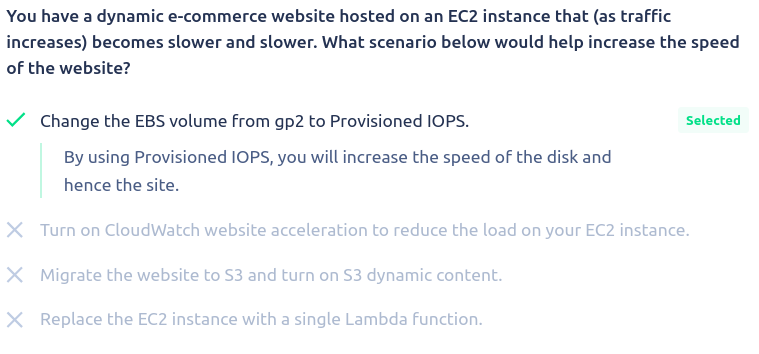 You have a dynamic e-commerce website hosted on an EC2 instance that (as traffic
increases) becomes slower and slower. What scenario below would help increase the speed
of the website?
Change the EBS volume from gp2 to Provisioned IOPS.
Selected
By using Provisioned IOPS, you will increase the speed of the disk and
hence the site.
Turn on CloudWatch website acceleration to reduce the load on your EC2 instance.
Migrate the website to S3 and turn on S3 dynamic content.
Replace the EC2 instance with a single Lambda function.